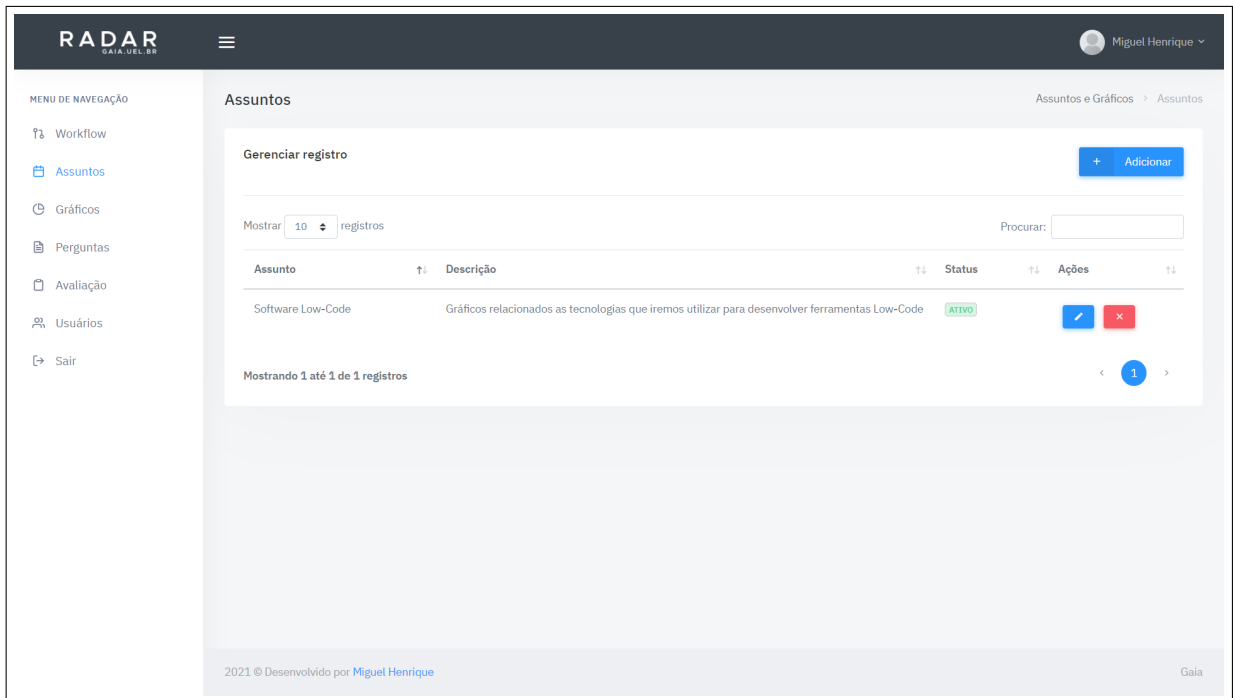 RADAR
GAIA.UEL.BR
Miguel Henrique
MENU DE NAVEGAÇÃO
Workflow
Assuntos
Gráficos
Perguntas
Avaliação
Usuários
Sair
Assuntos
Assuntos e Gráficos > Assuntos
Gerenciar registro
+ Adicionar
Mostrar 10 registros
Procurar:
Assunto Descrição Status Ações
Software Low-Code Gráficos relacionados as tecnologias que iremos utilizar para desenvolver ferramentas Low-Code ATIVO
Mostrando 1 até 1 de 1 registros
‹ 1 ›
2021 © Desenvolvido por Miguel Henrique
Gaia